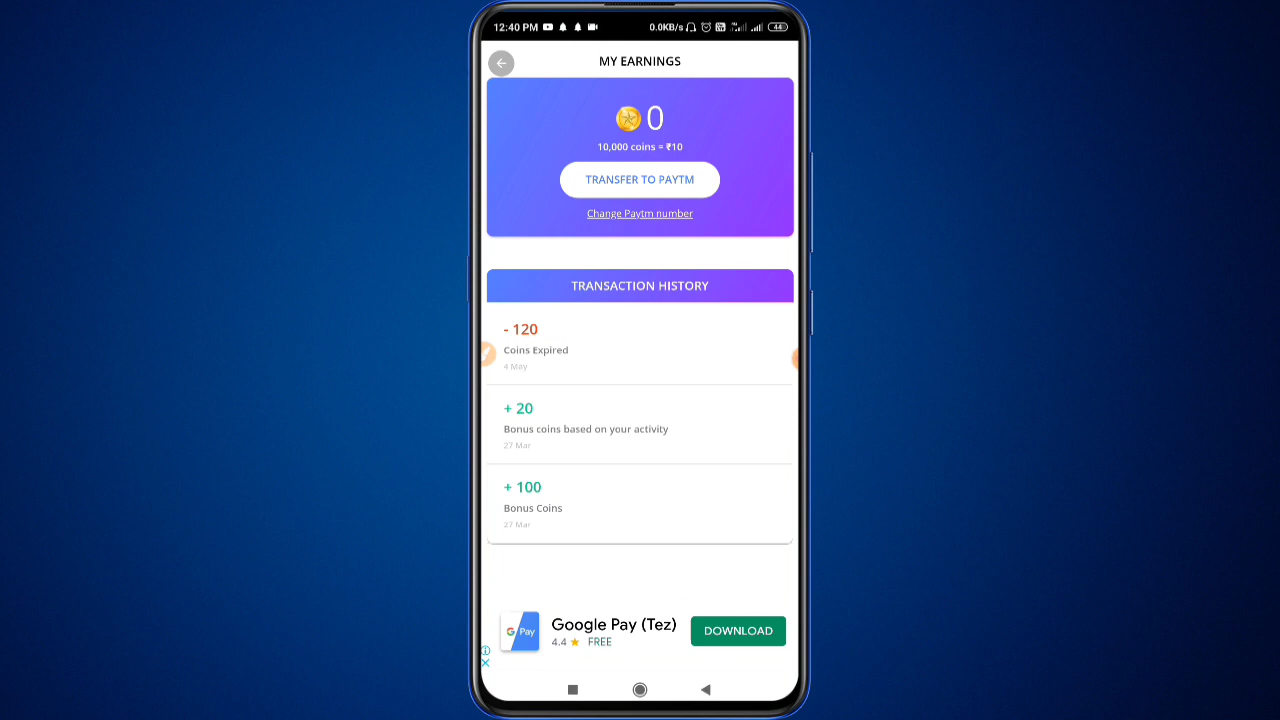 12:40 PM
0.0KB/s
44
MY EARNINGS
0
10,000 coins = ₹10
TRANSFER TO PAYTM
Change Paytm number
TRANSACTION HISTORY
- 120
Coins Expired
4 May
+ 20
Bonus coins based on your activity
27 Mar
+ 100
Bonus Coins
27 Mar
G Pay
Google Pay (Tez)
4.4 ★ FREE
DOWNLOAD